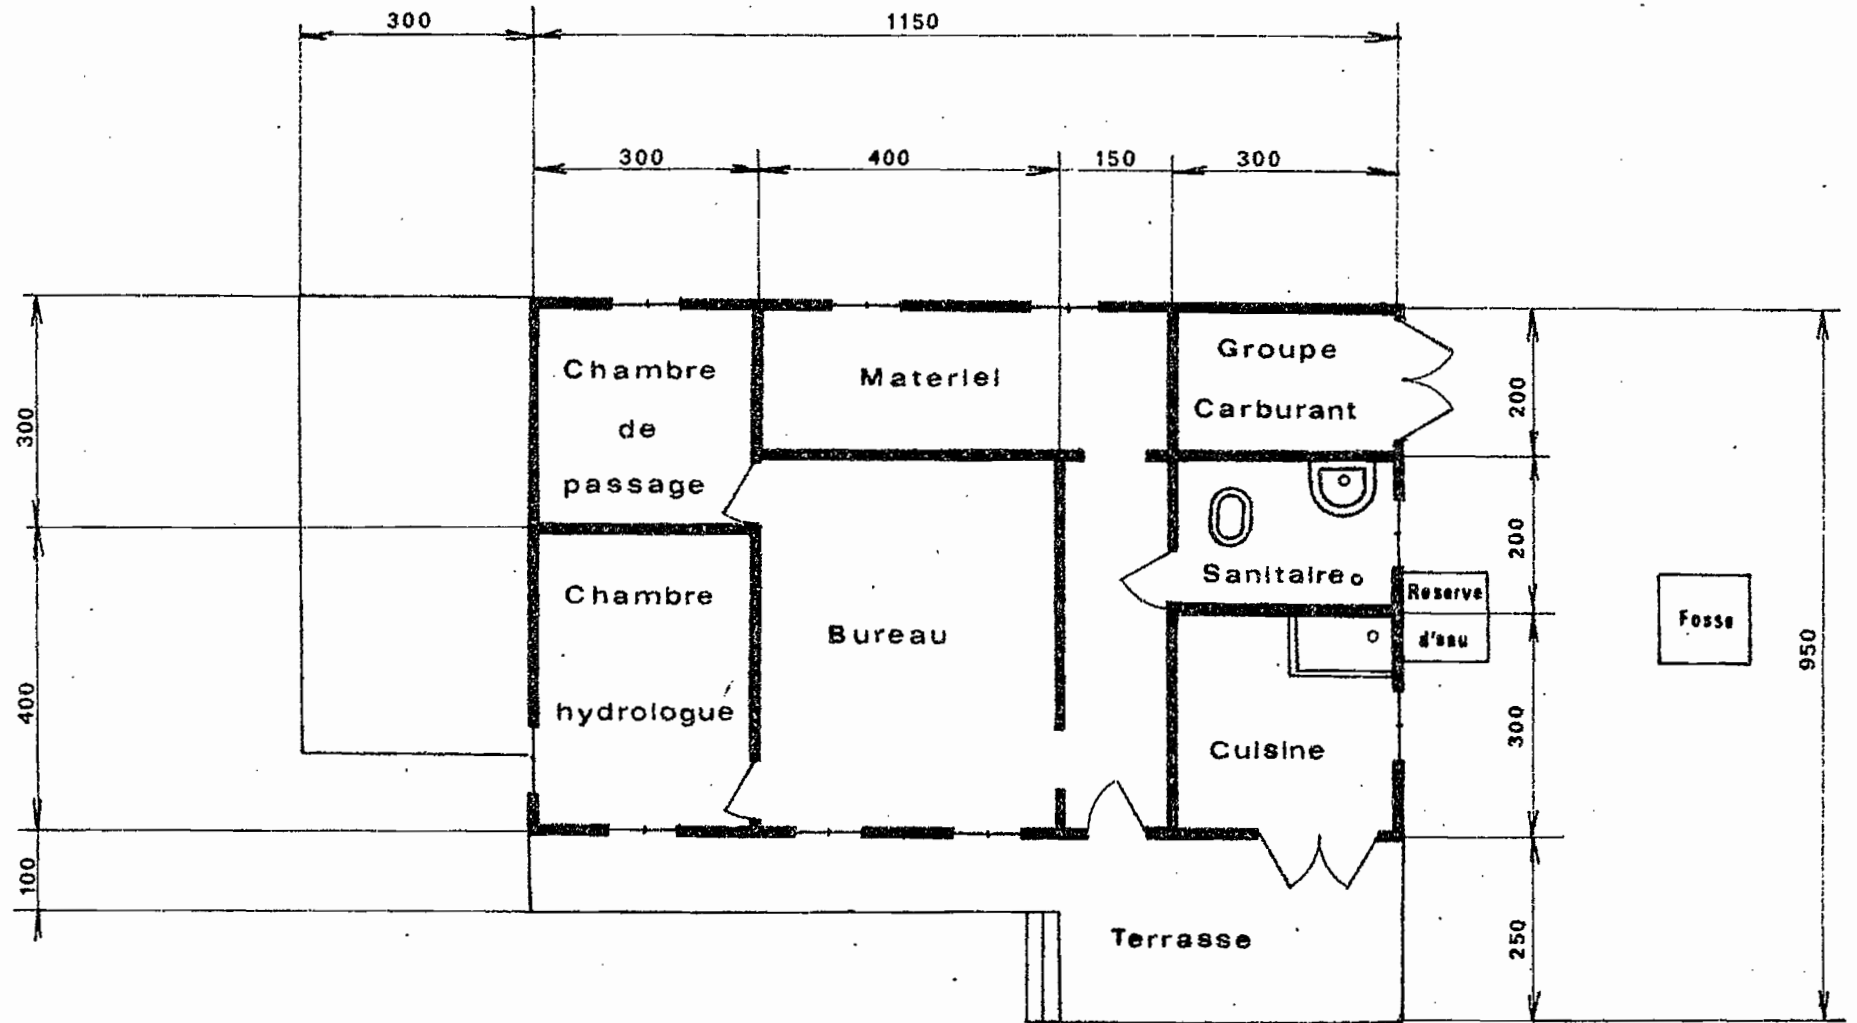 300
1150
300
400
150
300
Chambre
de
passage
Materiel
Groupe
Carburant
300
200
200
Sanitaire
Reserve
d'eau
Fosse
950
Chambre
hydrologue
Bureau
Cuisine
400
300
100
Terrasse
250